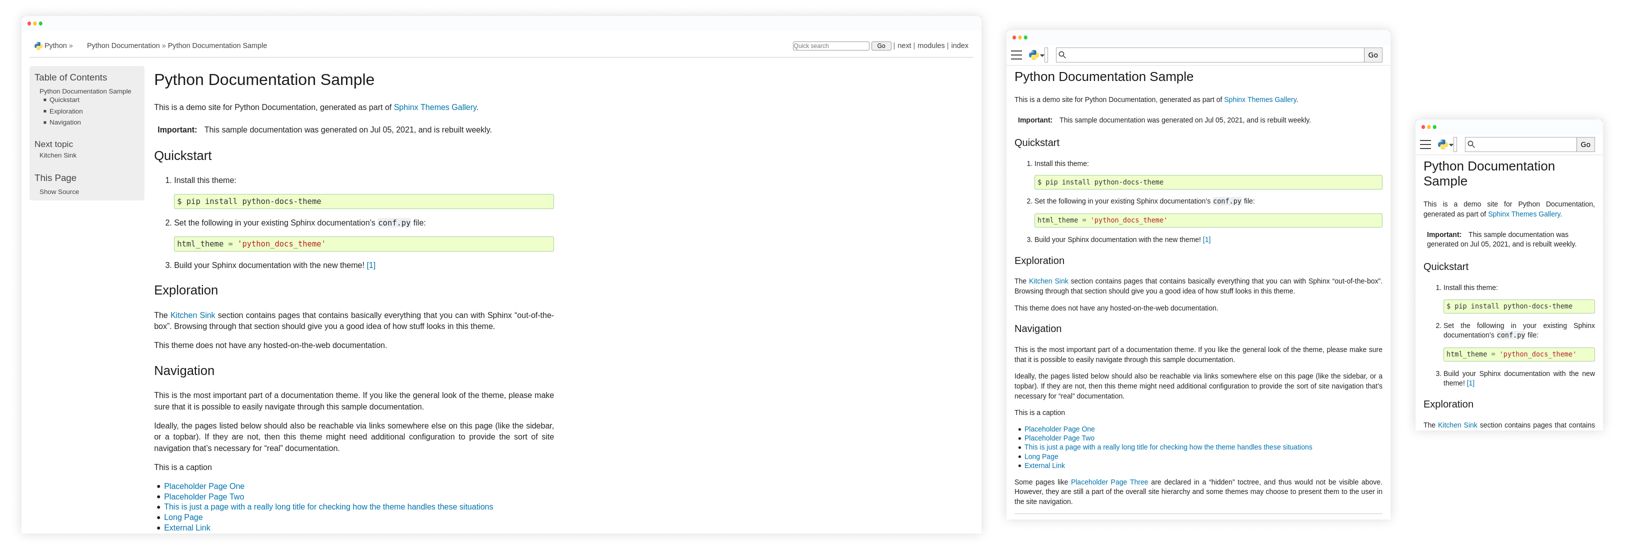 Python » Python Documentation » Python Documentation Sample
Quick search Go | next | modules | index
Table of Contents
Python Documentation Sample
Quickstart
Exploration
Navigation
Next topic
Kitchen Sink
This Page
Show Source
Python Documentation Sample
This is a demo site for Python Documentation, generated as part of Sphinx Themes Gallery.
Important: This sample documentation was generated on Jul 05, 2021, and is rebuilt weekly.
Quickstart
1. Install this theme:
$ pip install python-docs-theme
2. Set the following in your existing Sphinx documentation's conf.py file:
html_theme = 'python_docs_theme'
3. Build your Sphinx documentation with the new theme! [1]
Exploration
The Kitchen Sink section contains pages that contains basically everything that you can with Sphinx “out-of-the-
box”. Browsing through that section should give you a good idea of how stuff looks in this theme.
This theme does not have any hosted-on-the-web documentation.
Navigation
This is the most important part of a documentation theme. If you like the general look of the theme, please make
sure that it is possible to easily navigate through this sample documentation.
Ideally, the pages listed below should also be reachable via links somewhere else on this page (like the sidebar,
or a topbar). If they are not, then this theme might need additional configuration to provide the sort of site
navigation that's necessary for “real” documentation.
This is a caption
Placeholder Page One
Placeholder Page Two
This is just a page with a really long title for checking how the theme handles these situations
Long Page
External Link
Go
Python Documentation Sample
This is a demo site for Python Documentation, generated as part of Sphinx Themes Gallery.
Important: This sample documentation was generated on Jul 05, 2021, and is rebuilt weekly.
Quickstart
1. Install this theme:
$ pip install python-docs-theme
2. Set the following in your existing Sphinx documentation's conf.py file:
html_theme = 'python_docs_theme'
3. Build your Sphinx documentation with the new theme! [1]
Exploration
The Kitchen Sink section contains pages that contains basically everything that you can with Sphinx “out-of-the-box”.
Browsing through that section should give you a good idea of how stuff looks in this theme.
This theme does not have any hosted-on-the-web documentation.
Navigation
This is the most important part of a documentation theme. If you like the general look of the theme, please make sure
that it is possible to easily navigate through this sample documentation.
Ideally, the pages listed below should also be reachable via links somewhere else on this page (like the sidebar, or a
topbar). If they are not, then this theme might need additional configuration to provide the sort of site navigation that's
necessary for “real” documentation.
This is a caption
Placeholder Page One
Placeholder Page Two
This is just a page with a really long title for checking how the theme handles these situations
Long Page
External Link
Some pages like Placeholder Page Three are declared in a “hidden” toctree, and thus would not be visible above.
However, they are still a part of the overall site hierarchy and some themes may choose to present them to the user in
the site navigation.
Go
Python Documentation
Sample
This is a demo site for Python Documentation,
generated as part of Sphinx Themes Gallery.
Important: This sample documentation was
generated on Jul 05, 2021, and is rebuilt weekly.
Quickstart
1. Install this theme:
$ pip install python-docs-theme
2. Set the following in your existing Sphinx
documentation's conf.py file:
html_theme = 'python_docs_theme'
3. Build your Sphinx documentation with the new
theme! [1]
Exploration
The Kitchen Sink section contains pages that contains